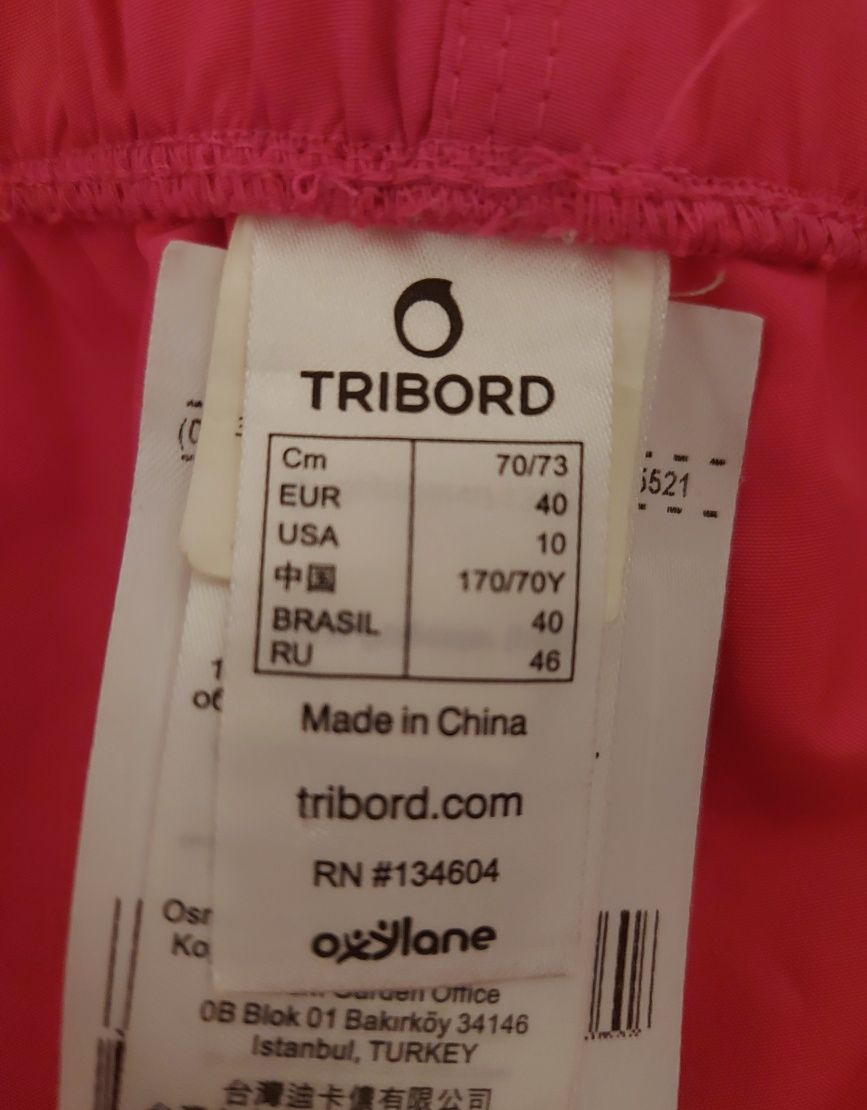 TRIBORD
Cm 70/73
EUR 40
USA 10
中国 170/70Y
BRASIL 40
RU 46
Made in China
tribord.com
RN #134604
oxylane
5521
Office
0B Blok 01 Bakırköy 34146
Istanbul, TURKEY
台灣迪卡儂有限公司